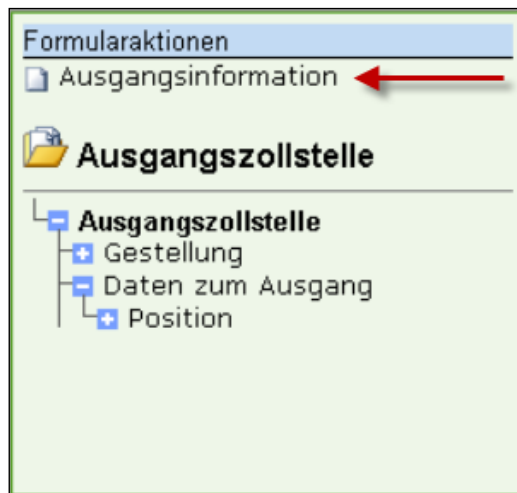 Formularaktionen
Ausgangsinformation
Ausgangszollstelle
Ausgangszollstelle
Gestellung
Daten zum Ausgang
Position